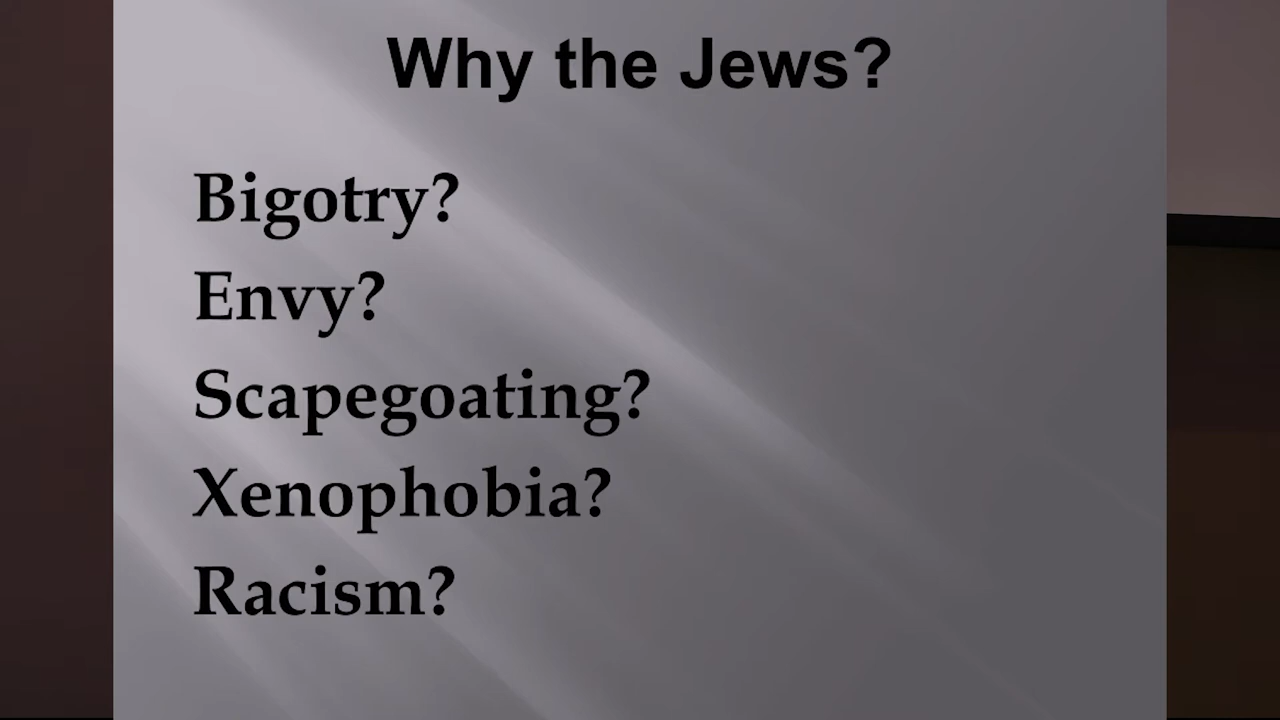 Why the Jews?
Bigotry?
Envy?
Scapegoating?
Xenophobia?
Racism?